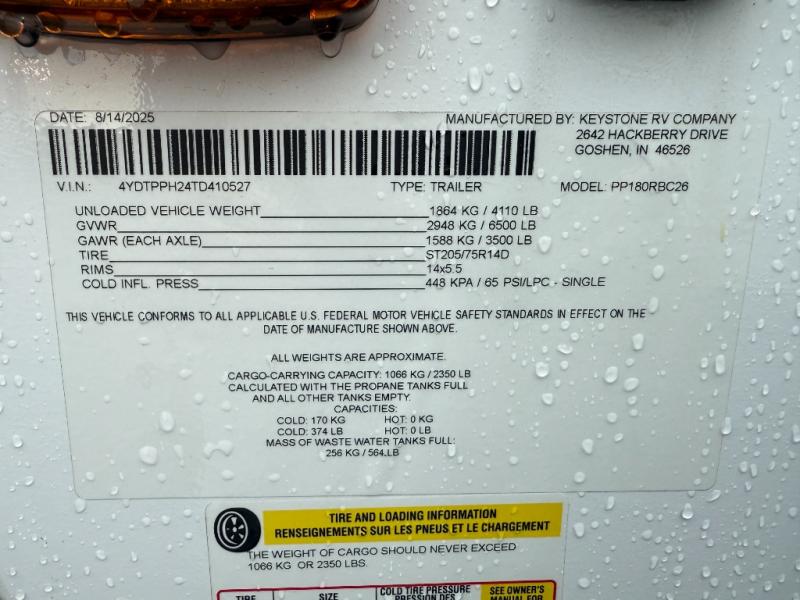 DATE: 8/14/2025 MANUFACTURED BY: KEYSTONE RV COMPANY
2642 HACKBERRY DRIVE
GOSHEN, IN 46526
V.I.N.: 4YDTPPH24TD410527 TYPE: TRAILER MODEL: PP180RBC26
UNLOADED VEHICLE WEIGHT 1864 KG / 4110 LB
GVWR 2948 KG / 6500 LB
GAWR (EACH AXLE) 1588 KG / 3500 LB
TIRE ST205/75R14D
RIMS 14x5.5
COLD INFL. PRESS 448 KPA / 65 PSI/LPC - SINGLE
THIS VEHICLE CONFORMS TO ALL APPLICABLE U.S. FEDERAL MOTOR VEHICLE SAFETY STANDARDS IN EFFECT ON THE
DATE OF MANUFACTURE SHOWN ABOVE.
ALL WEIGHTS ARE APPROXIMATE.
CARGO-CARRYING CAPACITY: 1066 KG / 2350 LB
CALCULATED WITH THE PROPANE TANKS FULL
AND ALL OTHER TANKS EMPTY.
CAPACITIES:
COLD: 170 KG HOT: 0 KG
COLD: 374 LB HOT: 0 LB
MASS OF WASTE WATER TANKS FULL:
256 KG / 564 LB
TIRE AND LOADING INFORMATION
RENSEIGNEMENTS SUR LES PNEUS ET LE CHARGEMENT
THE WEIGHT OF CARGO SHOULD NEVER EXCEED
1066 KG OR 2350 LBS.
TIRE SIZE COLD TIRE PRESSURE SEE OWNER'S
PRESSION DES MANUAL FOR